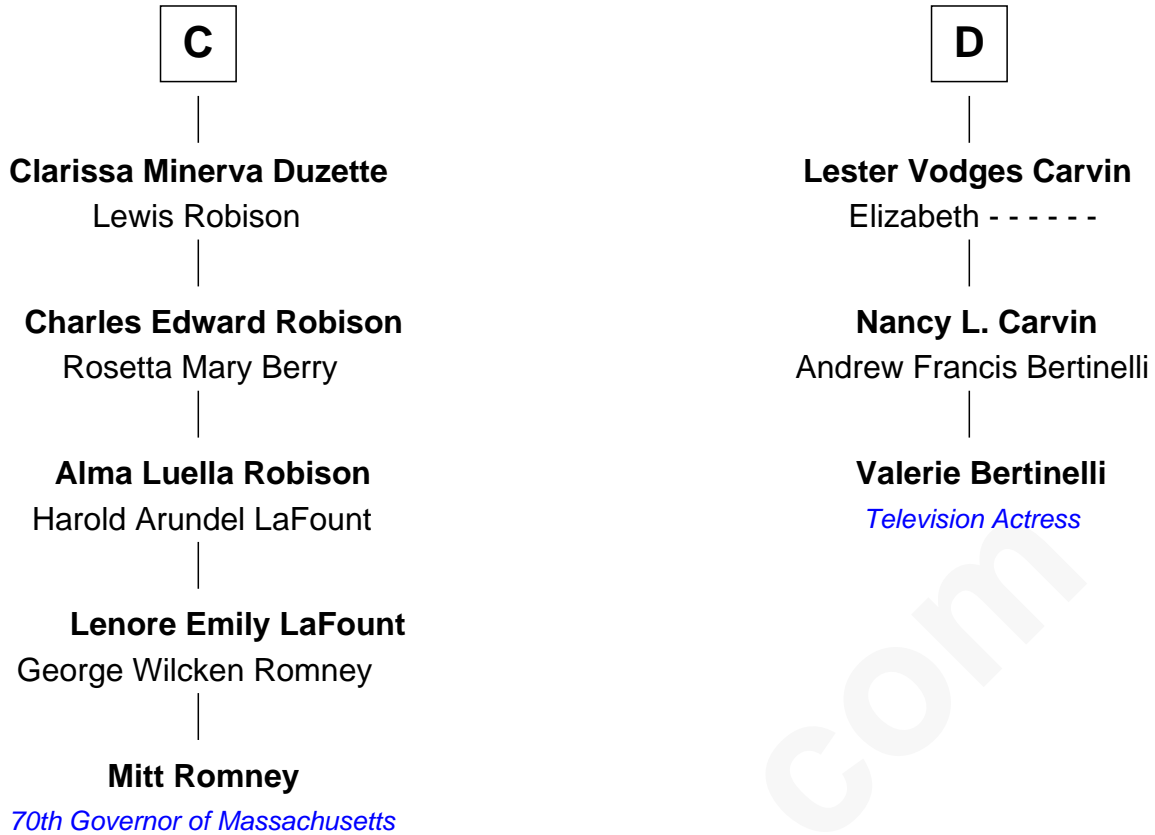 C
Clarissa Minerva Duzette
Lewis Robison
Charles Edward Robison
Rosetta Mary Berry
Alma Luella Robison
Harold Arundel LaFount
Lenore Emily LaFount
George Wilcken Romney
Mitt Romney
70th Governor of Massachusetts
D
Lester Vodges Carvin
Elizabeth - - - - - -
Nancy L. Carvin
Andrew Francis Bertinelli
Valerie Bertinelli
Television Actress
com